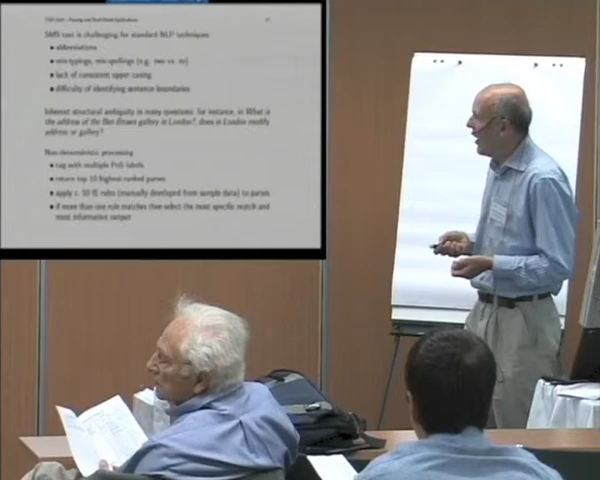 SMS text is challenging for standard NLP techniques
abbreviations
mis-typings, mis-spellings (e.g.
lack of consistent upper casing
difficulty of identifying sentence boundaries
Inherent structural ambiguity in many questions: for instance, in What is
the address of the Ben Brown gallery in London?, does in London modify
address or gallery?
Non-deterministic processing
tag with multiple PoS labels
return top 10 highest ranked parses
apply c. 50 IE rules (manually developed from sample data) to parses
if more than one rule matches then select the most specific match and
most informative output